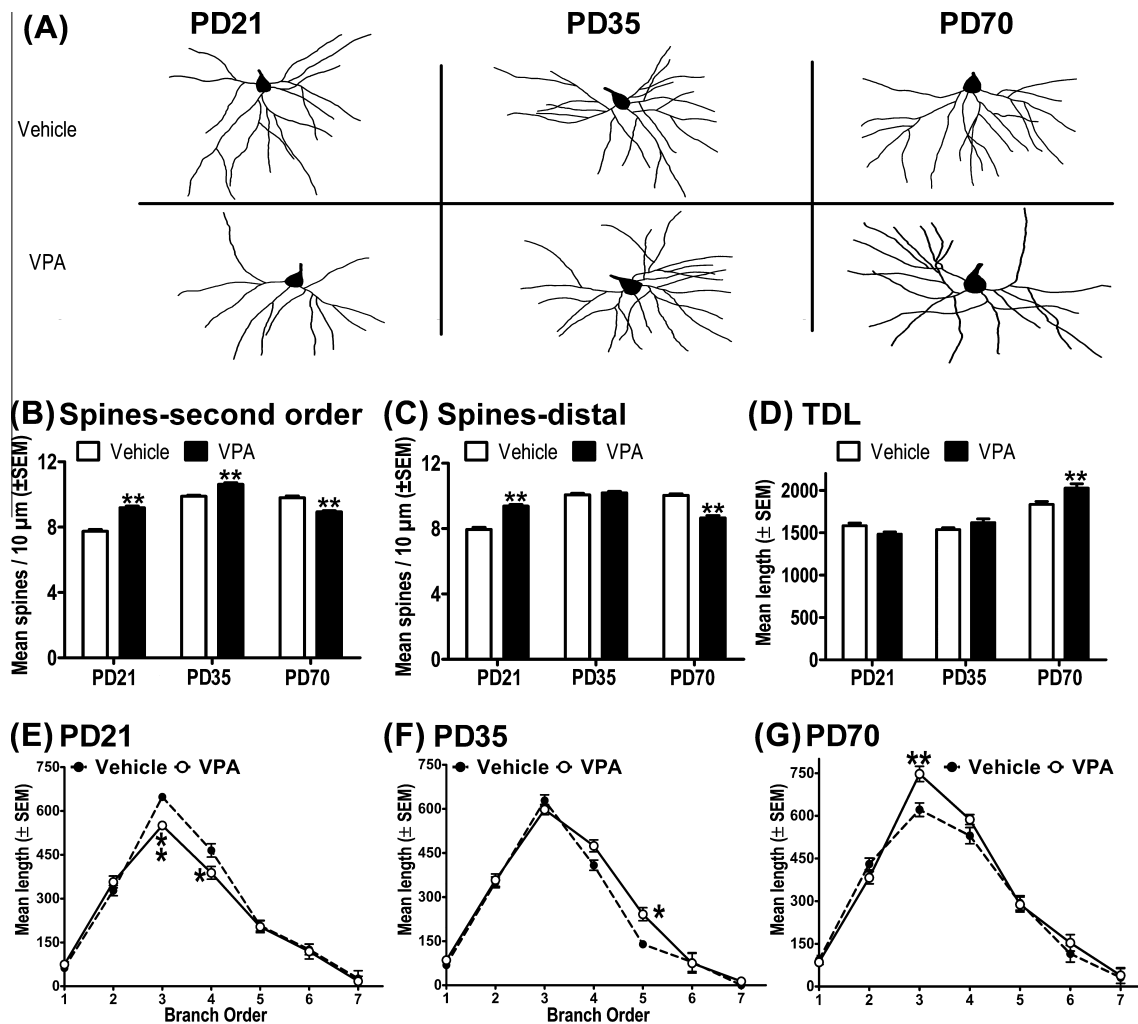 (A) PD21 PD35 PD70
Vehicle
VPA
(B) Spines-second order
Vehicle VPA
Mean spines / 10 µm (±SEM)
12
8
4
0
** ** **
PD21 PD35 PD70
(C) Spines-distal
Vehicle VPA
Mean spines / 10 µm (±SEM)
12
8
4
0
** **
PD21 PD35 PD70
(D) TDL
Vehicle VPA
Mean length (± SEM)
2000
1500
1000
500
0
**
PD21 PD35 PD70
(E) PD21
Vehicle VPA
Mean length (± SEM)
750
600
450
300
150
0
*
*
*
1 2 3 4 5 6 7
Branch Order
(F) PD35
Vehicle VPA
Mean length (± SEM)
750
600
450
300
150
0
*
1 2 3 4 5 6 7
Branch Order
(G) PD70
Vehicle VPA
Mean length (± SEM)
750
600
450
300
150
0
**
1 2 3 4 5 6 7
Branch Order